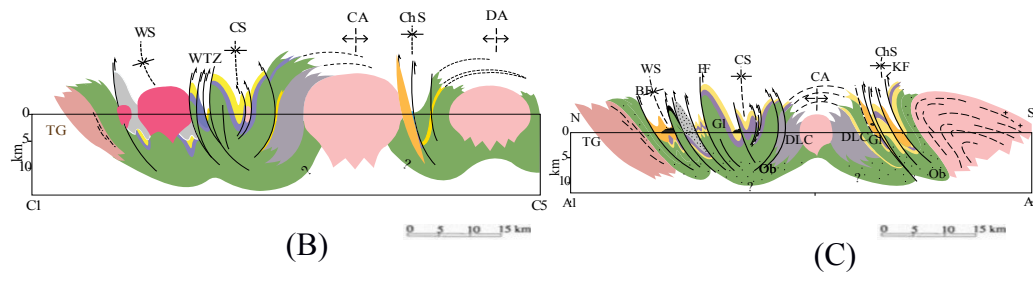 WS
WTZ
CS
CA
ChS
DA
0
5
10
km
TG
?
?
C1
C5
0 5 10 15 km
(B)
WS
BF
FF
CS
CA
ChS
KF
N
S
0
5
10
km
TG
Gl
DLC
Ob
?
DLC
Gl
?
Ob
A1
A
0 5 10 15 km
(C)